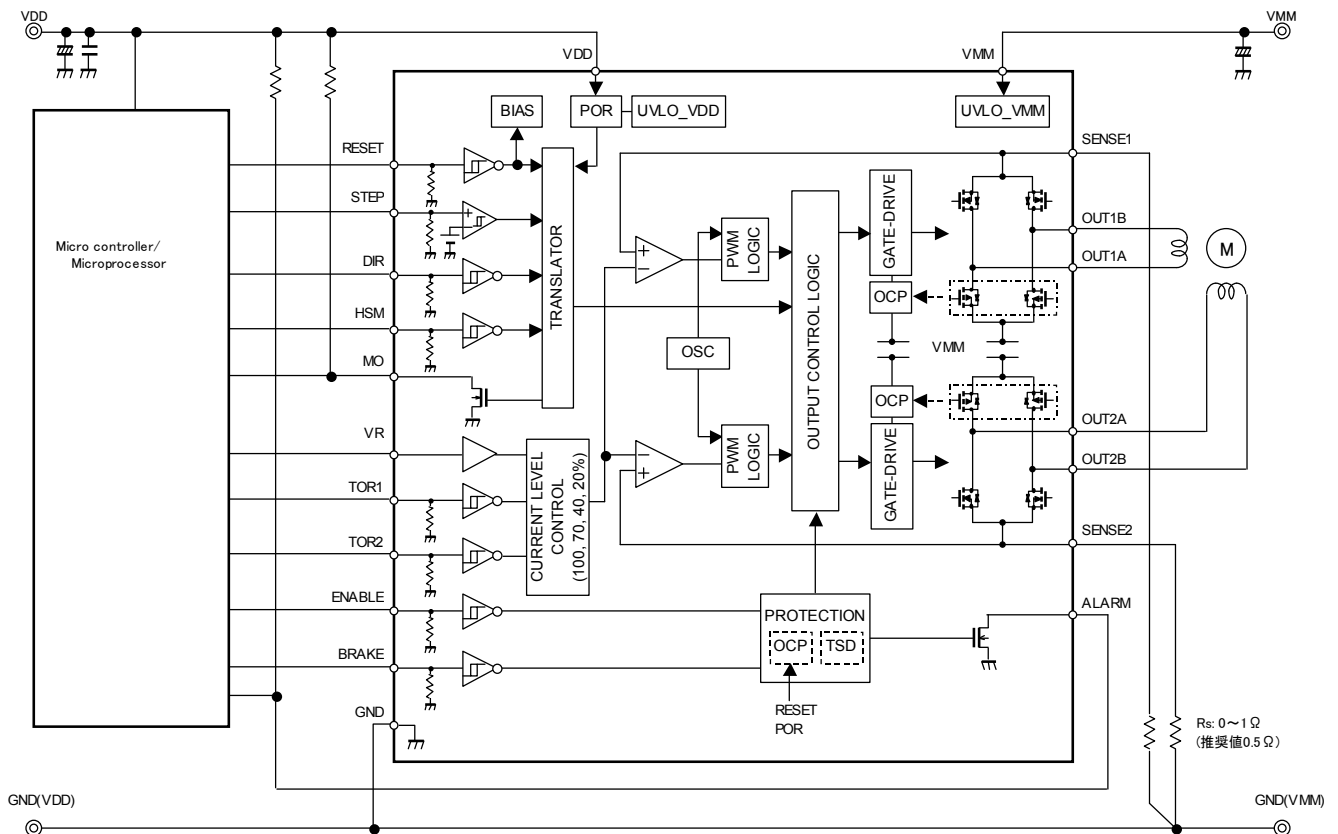 VDD
VMM
VDD
VMM
BIAS
POR
UVLO_VDD
UVLO_VMM
RESET
STEP
DIR
HSM
MO
VR
TOR1
TOR2
ENABLE
BRAKE
GND
Micro controller/
Microprocessor
TRANSLATOR
+
CURRENT LEVEL
CONTROL
(100, 70, 40, 20%)
+
−
−
+
PWM
LOGIC
OSC
PWM
LOGIC
OUTPUT CONTROL LOGIC
GATE-DRIVE
OCP
VMM
OCP
GATE-DRIVE
SENSE1
OUT1B
OUT1A
M
OUT2A
OUT2B
SENSE2
ALARM
PROTECTION
OCP
TSD
RESET
POR
Rs: 0～1Ω
(推奨値0.5Ω)
GND(VDD)
GND(VMM)